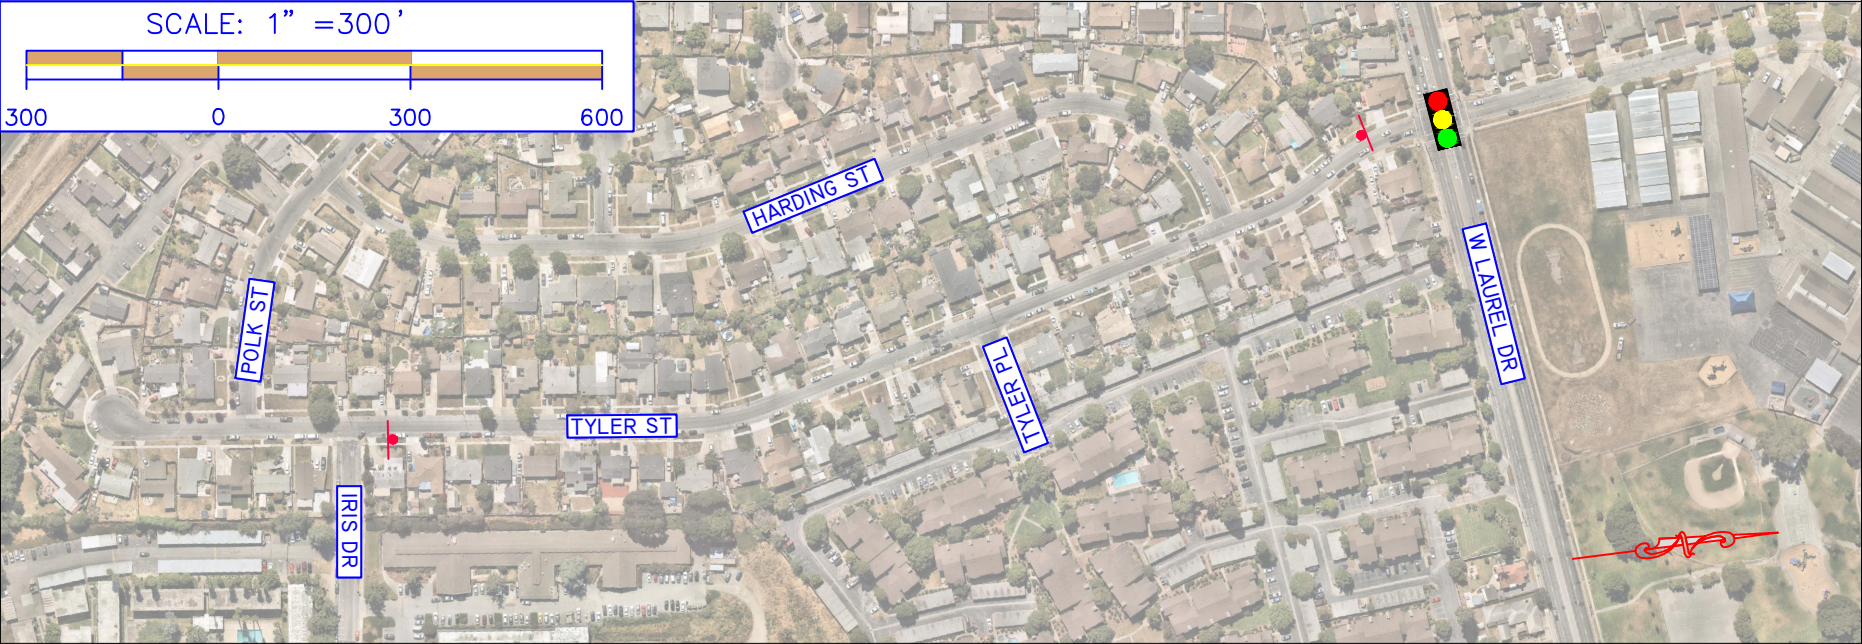 SCALE: 1" =300'
300 0 300 600
HARDING ST
POLK ST
W LAUREL DR
TYLER PL
TYLER ST
IRIS DR